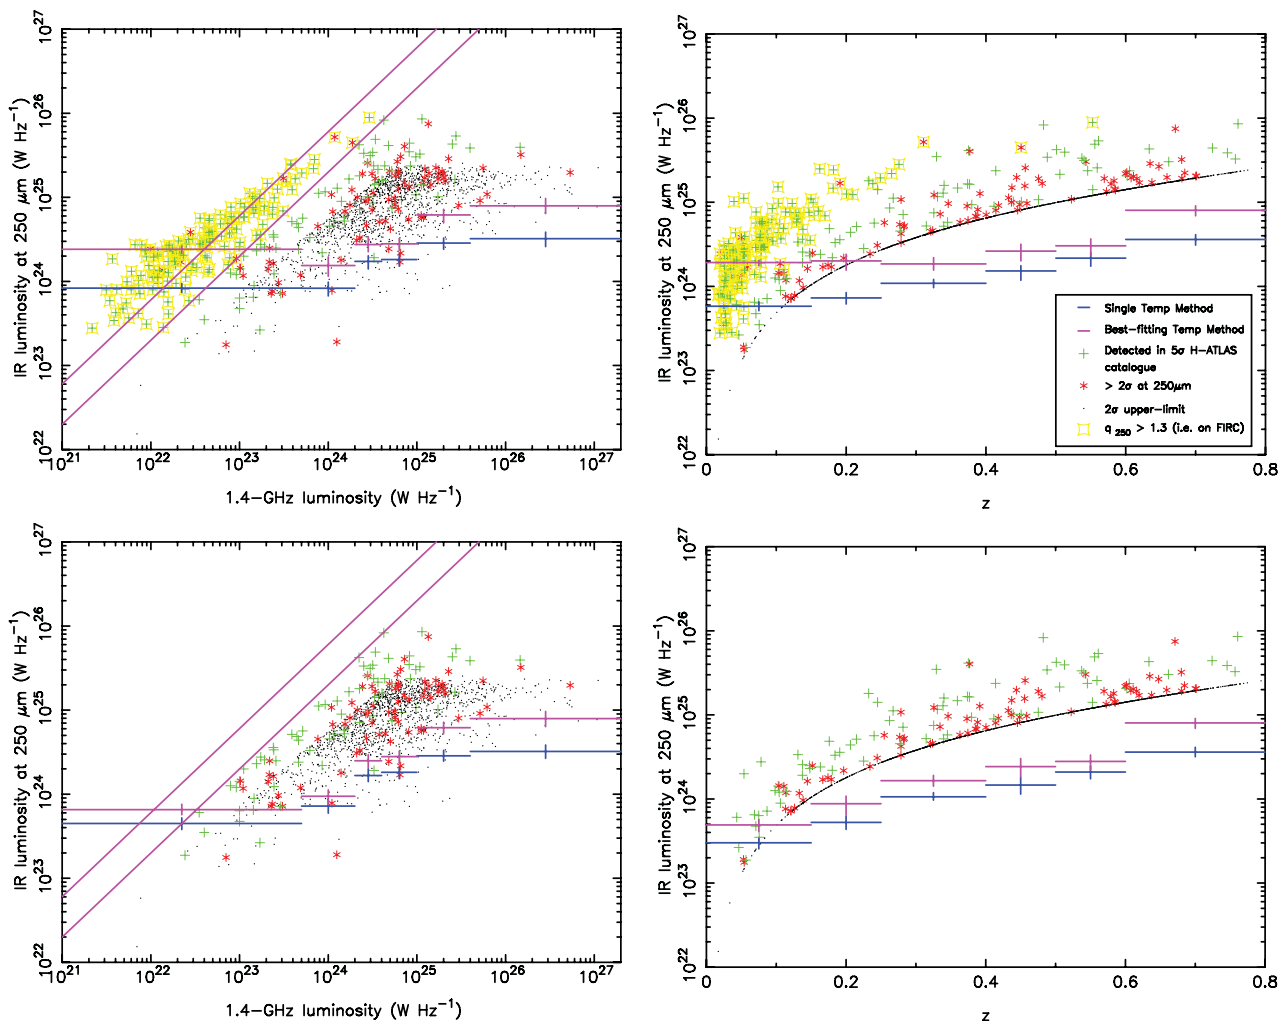 10²⁷
10²⁶
10²⁵
10²⁴
10²³
10²²
IR luminosity at 250 μm (W Hz⁻¹)
10²¹ 10²² 10²³ 10²⁴ 10²⁵ 10²⁶ 10²⁷
1.4−GHz luminosity (W Hz⁻¹)
10²⁷
10²⁶
10²⁵
10²⁴
10²³
10²²
IR luminosity at 250 μm (W Hz⁻¹)
Single Temp Method
Best−fitting Temp Method
Detected in 5σ H−ATLAS
catalogue
> 2σ at 250μm
2σ upper−limit
q ₂₅₀ > 1.3 (i.e. on FIRC)
0 0.2 0.4 0.6 0.8
z
10²⁷
10²⁶
10²⁵
10²⁴
10²³
10²²
IR luminosity at 250 μm (W Hz⁻¹)
10²¹ 10²² 10²³ 10²⁴ 10²⁵ 10²⁶ 10²⁷
1.4−GHz luminosity (W Hz⁻¹)
10²⁷
10²⁶
10²⁵
10²⁴
10²³
10²²
IR luminosity at 250 μm (W Hz⁻¹)
0 0.2 0.4 0.6 0.8
z